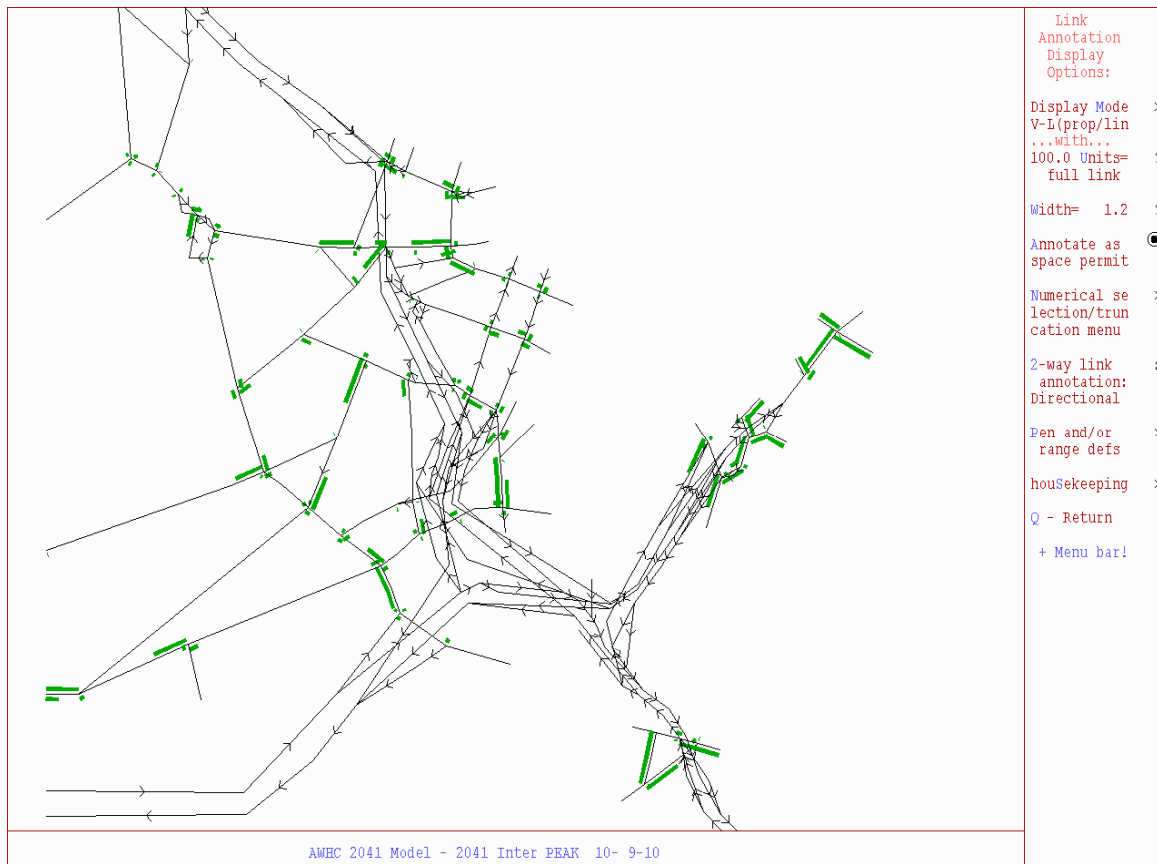 Link
Annotation
Display
Options:
Display Mode
V-L(prop/lin
...with...
100.0 Units=
full link
Width= 1.2
Annotate as
space permit
Numerical se
lection/trun
cation menu
2-way link
annotation:
Directional
Pen and/or
range defs
houSekeeping
Q - Return
+ Menu bar!
AWHC 2041 Model - 2041 Inter PEAK 10- 9-10